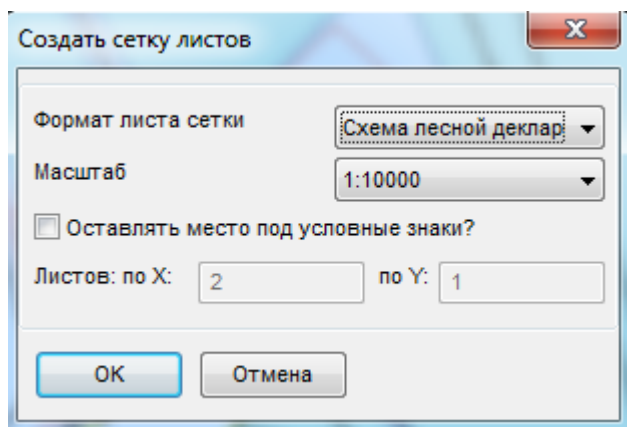 Создать сетку листов
Формат листа сетки Схема лесной деклар
Масштаб 1:10000
Оставлять место под условные знаки?
Листов: по X: 2 по Y: 1
OK Отмена